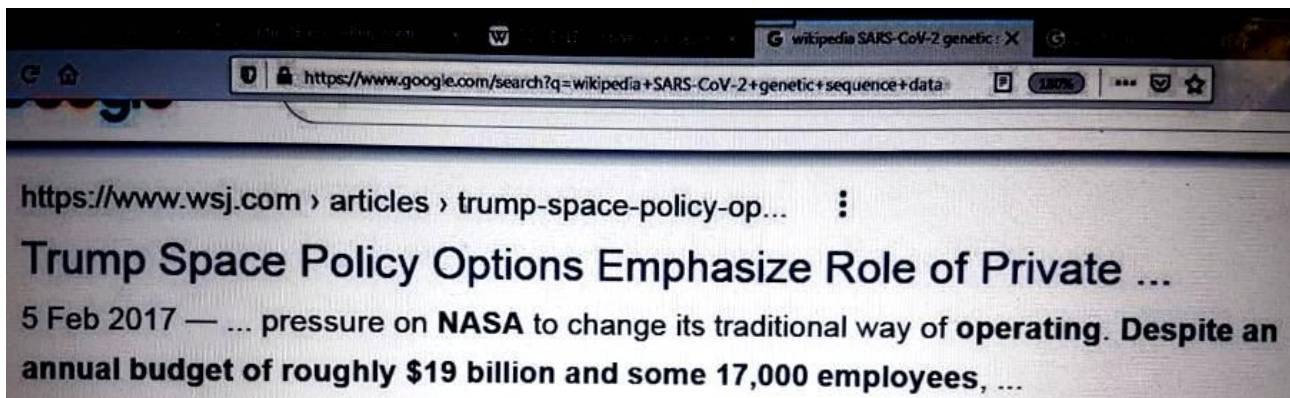 wikipedia SARS-CoV-2 genetic s
https://www.google.com/search?q=wikipedia+SARS-CoV-2+genetic+sequence+data
180%
https://www.wsj.com › articles › trump-space-policy-op...
Trump Space Policy Options Emphasize Role of Private ...
5 Feb 2017 — ... pressure on NASA to change its traditional way of operating. Despite an
annual budget of roughly $19 billion and some 17,000 employees, ...